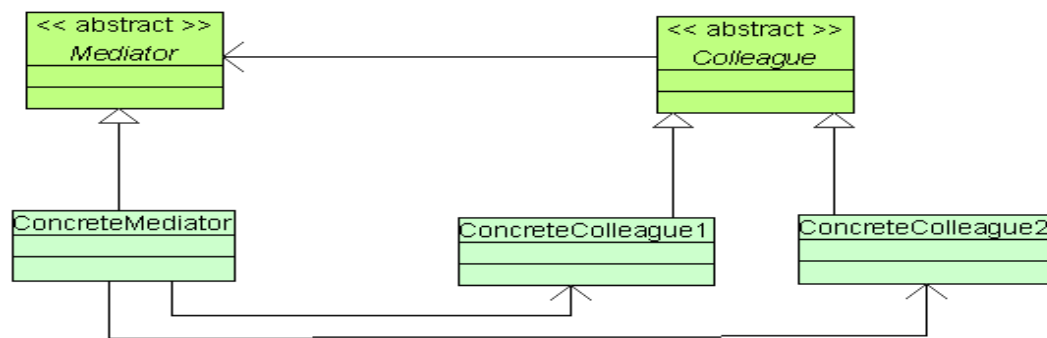 << abstract >>
Mediator
<< abstract >>
Colleague
ConcreteMediator
ConcreteColleague1
ConcreteColleague2